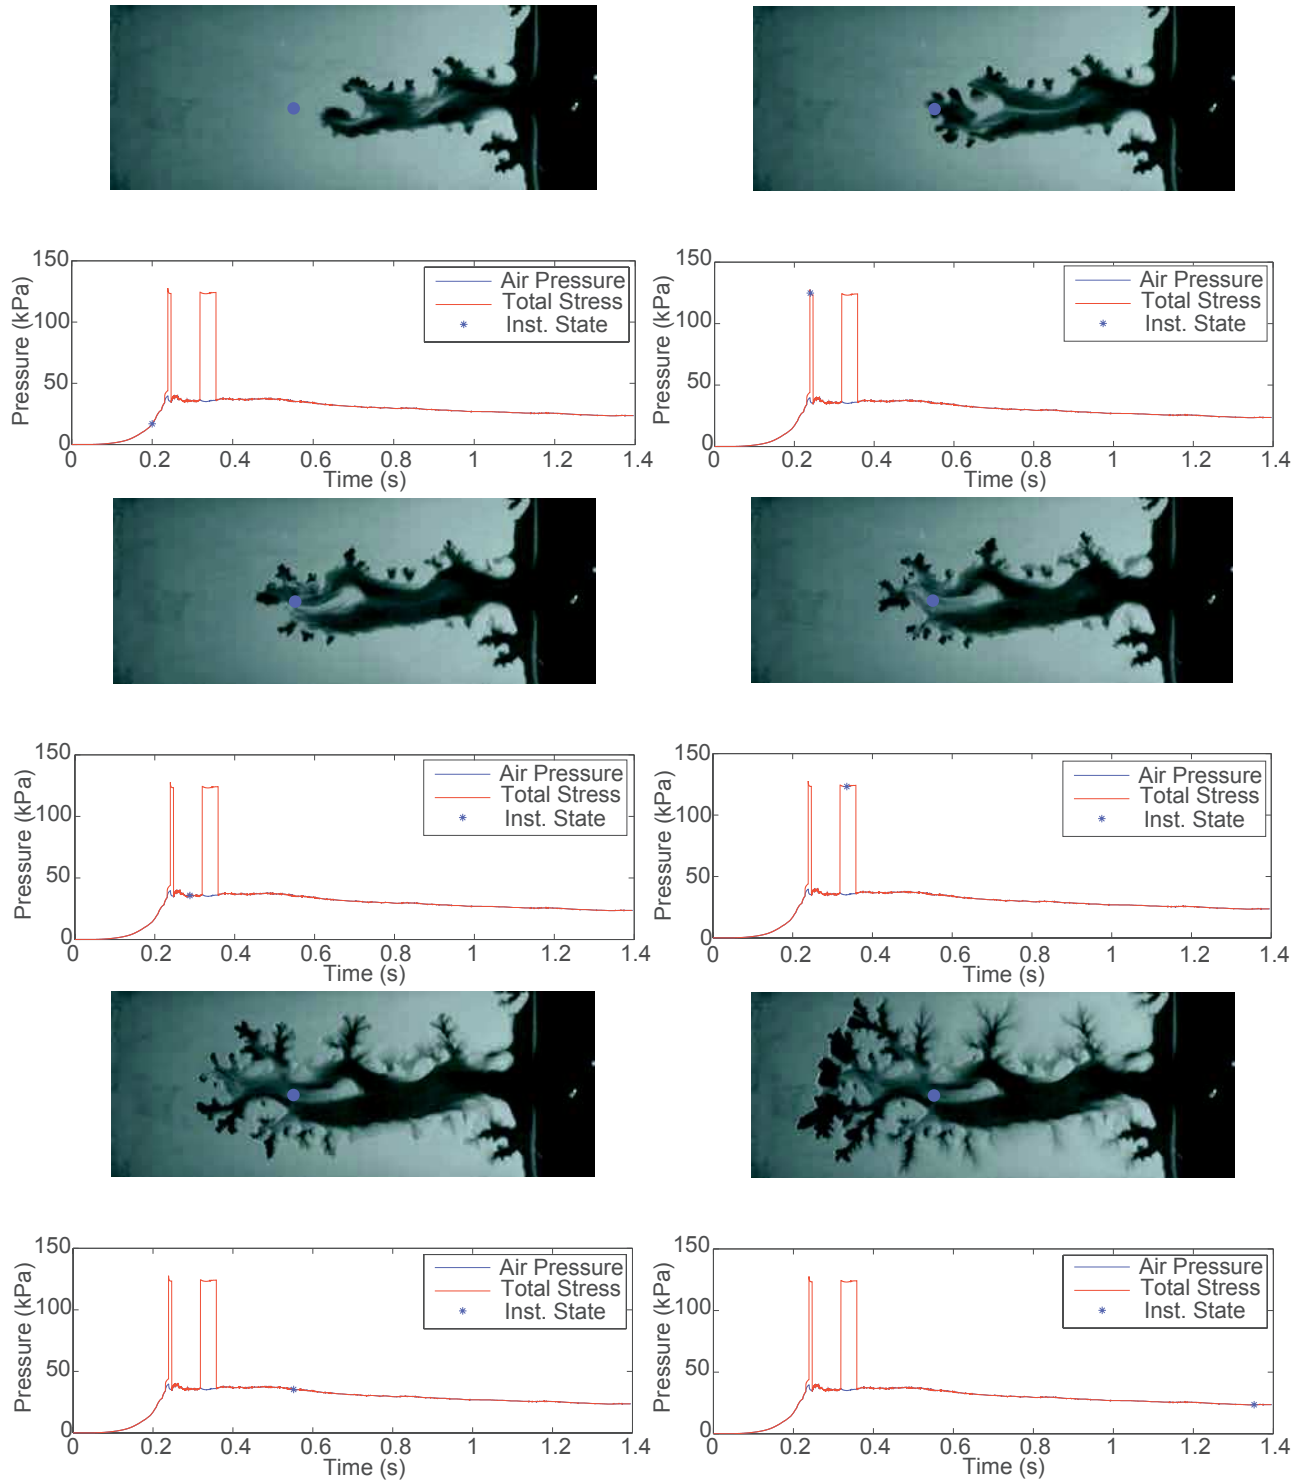 150
100
50
0
Pressure (kPa)
Air Pressure
Total Stress
Inst. State
0 0.2 0.4 0.6 0.8 1 1.2 1.4
Time (s)
150
100
50
0
Pressure (kPa)
Air Pressure
Total Stress
Inst. State
0 0.2 0.4 0.6 0.8 1 1.2 1.4
Time (s)
150
100
50
0
Pressure (kPa)
Air Pressure
Total Stress
Inst. State
0 0.2 0.4 0.6 0.8 1 1.2 1.4
Time (s)
150
100
50
0
Pressure (kPa)
Air Pressure
Total Stress
Inst. State
0 0.2 0.4 0.6 0.8 1 1.2 1.4
Time (s)
150
100
50
0
Pressure (kPa)
Air Pressure
Total Stress
Inst. State
0 0.2 0.4 0.6 0.8 1 1.2 1.4
Time (s)
150
100
50
0
Pressure (kPa)
Air Pressure
Total Stress
Inst. State
0 0.2 0.4 0.6 0.8 1 1.2 1.4
Time (s)